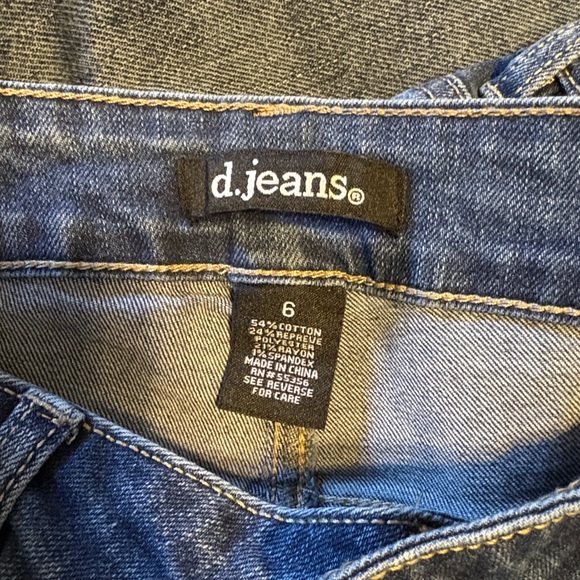 d.jeans®
6
54% COTTON
24% REPREVE
POLYESTER
21% RAYON
1% SPANDEX
MADE IN CHINA
RN # 55356
SEE REVERSE
FOR CARE